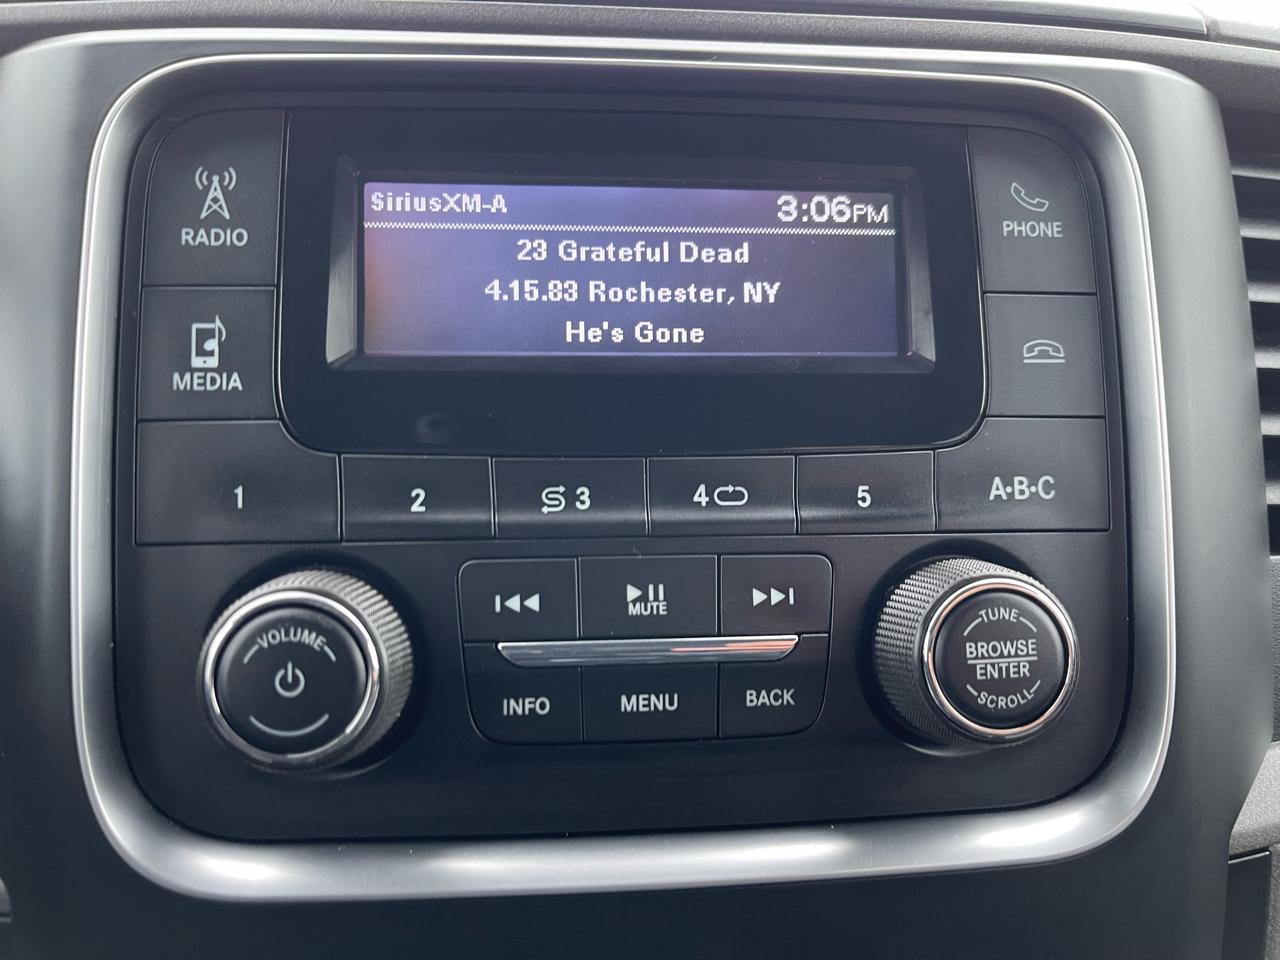 SiriusXM-A 3:06PM
23 Grateful Dead
4.15.83 Rochester, NY
He's Gone
RADIO
MEDIA
PHONE
1
2
3
4
5
A·B·C
VOLUME
MUTE
INFO
MENU
BACK
TUNE
BROWSE
ENTER
SCROLL